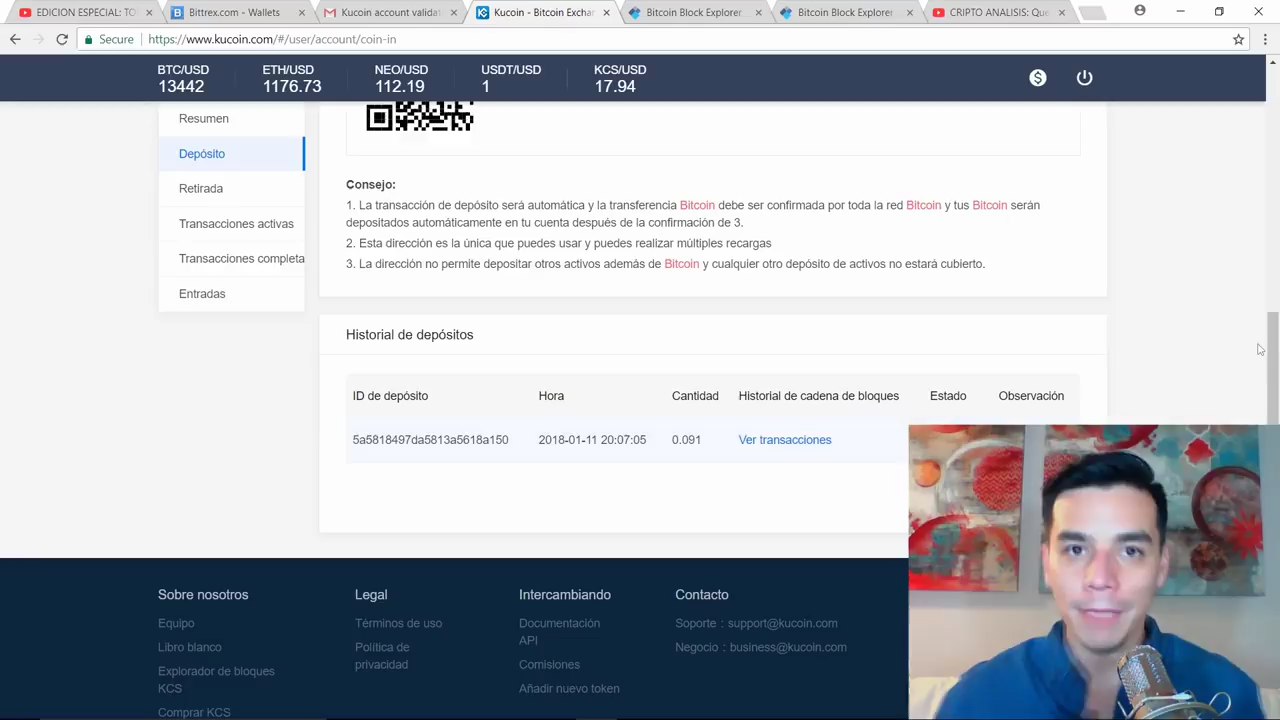 EDICION ESPECIAL: TO
Bittrex.com - Wallets
Kucoin account validat
Kucoin - Bitcoin Exchan
Bitcoin Block Explorer
Bitcoin Block Explorer
CRIPTO ANALISIS: Que
Secure
https://www.kucoin.com/#/user/account/coin-in
BTC/USD
13442
ETH/USD
1176.73
NEO/USD
112.19
USDT/USD
1
KCS/USD
17.94
Resumen
Depósito
Retirada
Transacciones activas
Transacciones completa
Entradas
Consejo:
1. La transacción de depósito será automática y la transferencia Bitcoin debe ser confirmada por toda la red Bitcoin y tus Bitcoin serán
depositados automáticamente en tu cuenta después de la confirmación de 3.
2. Esta dirección es la única que puedes usar y puedes realizar múltiples recargas
3. La dirección no permite depositar otros activos además de Bitcoin y cualquier otro depósito de activos no estará cubierto.
Historial de depósitos
ID de depósito Hora Cantidad Historial de cadena de bloques Estado Observación
5a5818497da5813a5618a150 2018-01-11 20:07:05 0.091 Ver transacciones
Sobre nosotros
Equipo
Libro blanco
Explorador de bloques
KCS
Comprar KCS
Legal
Términos de uso
Política de
privacidad
Intercambiando
Documentación
API
Comisiones
Añadir nuevo token
Contacto
Soporte : support@kucoin.com
Negocio : business@kucoin.com